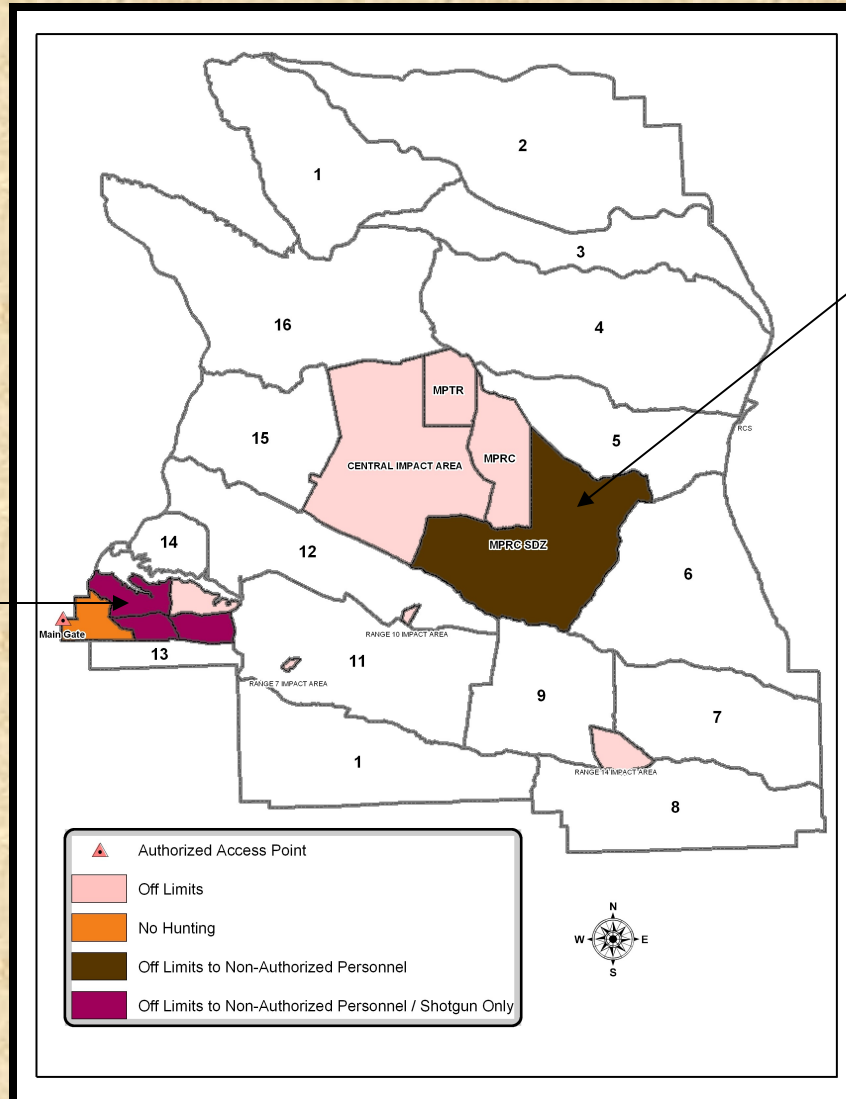 2
1
3
16
4
MPTR
RCS
15
5
CENTRAL IMPACT AREA
MPRC
14
12
MPRC SDZ
6
Main Gate
RANGE 10 IMPACT AREA
13
11
RANGE 7 IMPACT AREA
9
7
1
RANGE 14 IMPACT AREA
8
Authorized Access Point
Off Limits
No Hunting
Off Limits to Non-Authorized Personnel
Off Limits to Non-Authorized Personnel / Shotgun Only
N
W E
S